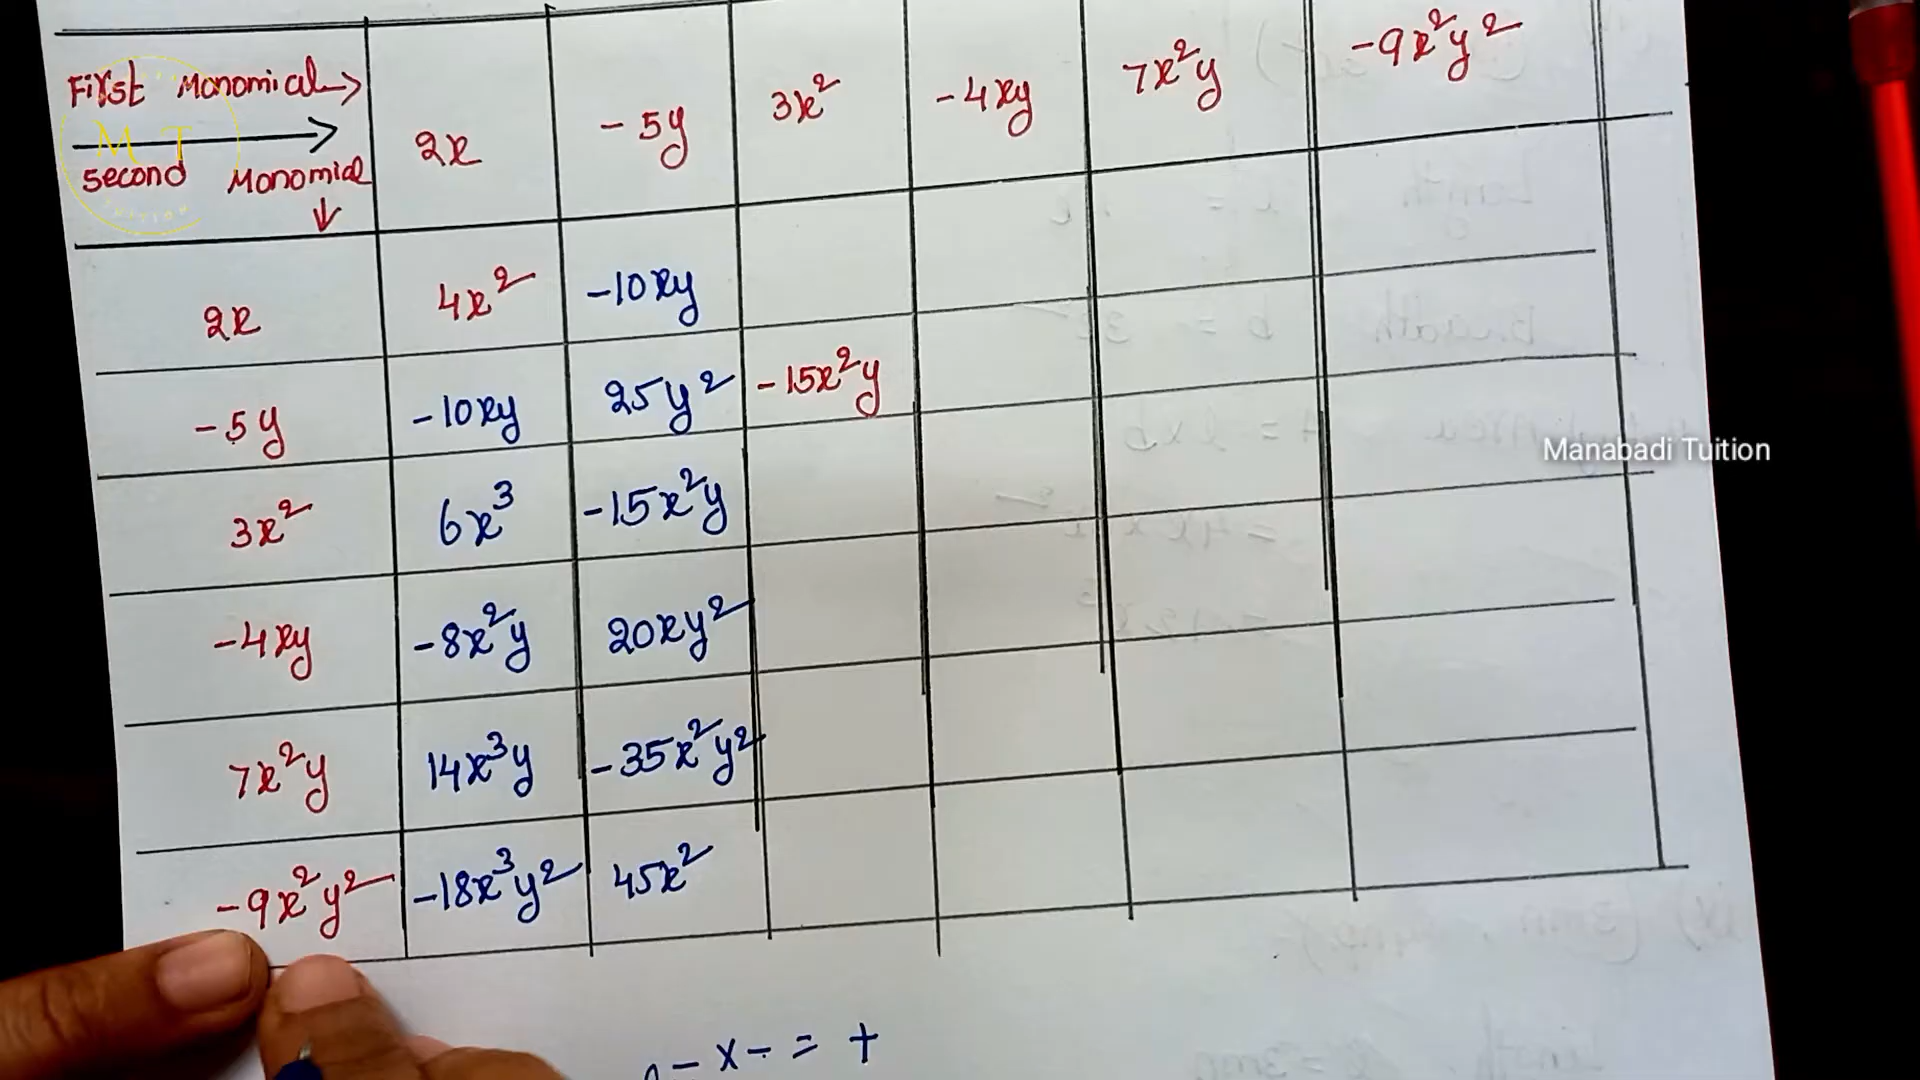 First Monomial → 2x -5y 3x² -4xy 7x²y -9x²y²
M T
Second Monomial ↓
TUITION
2x 4x² -10xy
-5y -10xy 25y² -15x²y
Manabadi Tuition
3x² 6x³ -15x²y
-4xy -8x²y 20xy²
7x²y 14x³y -35x²y²
-9x²y² -18x³y² 45x²
- x - = +